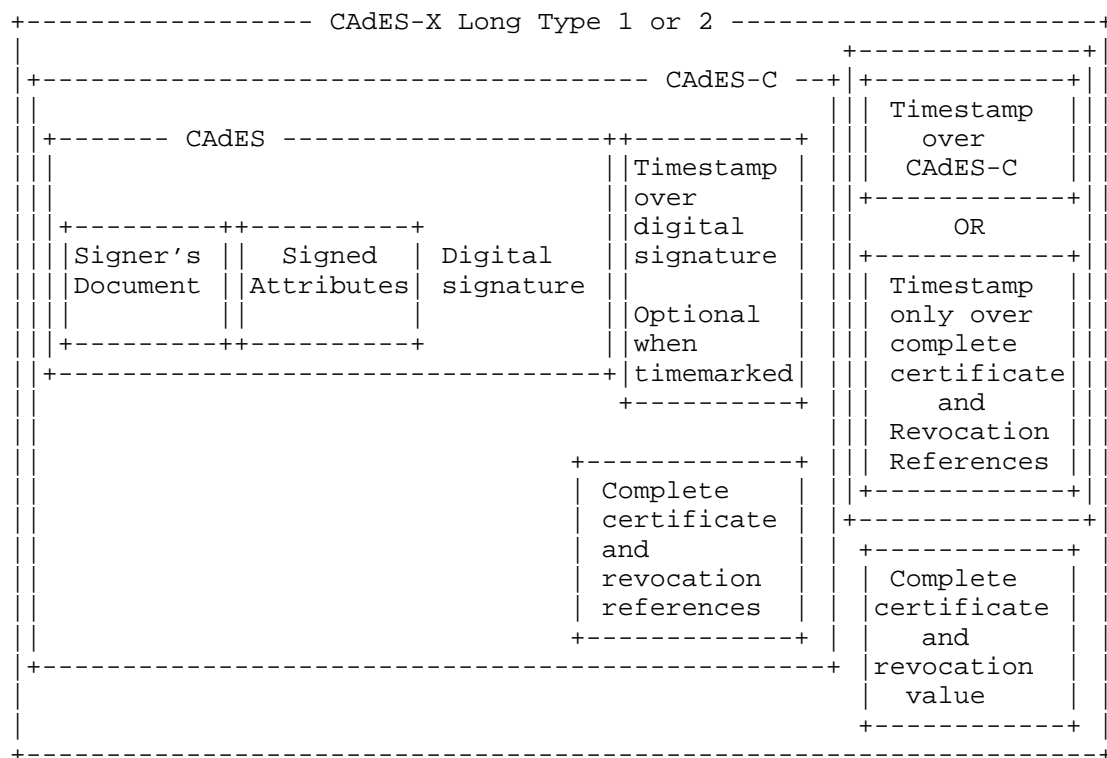 CAdES-X Long Type 1 or 2
CAdES-C
Timestamp
over
CAdES-C
OR
Timestamp
only over
complete
certificate
and
Revocation
References
CAdES
Timestamp
over
digital
signature
Optional
when
timemarked
Signer's
Document
Signed
Attributes
Digital
signature
Complete
certificate
and
revocation
references
Complete
certificate
and
revocation
value